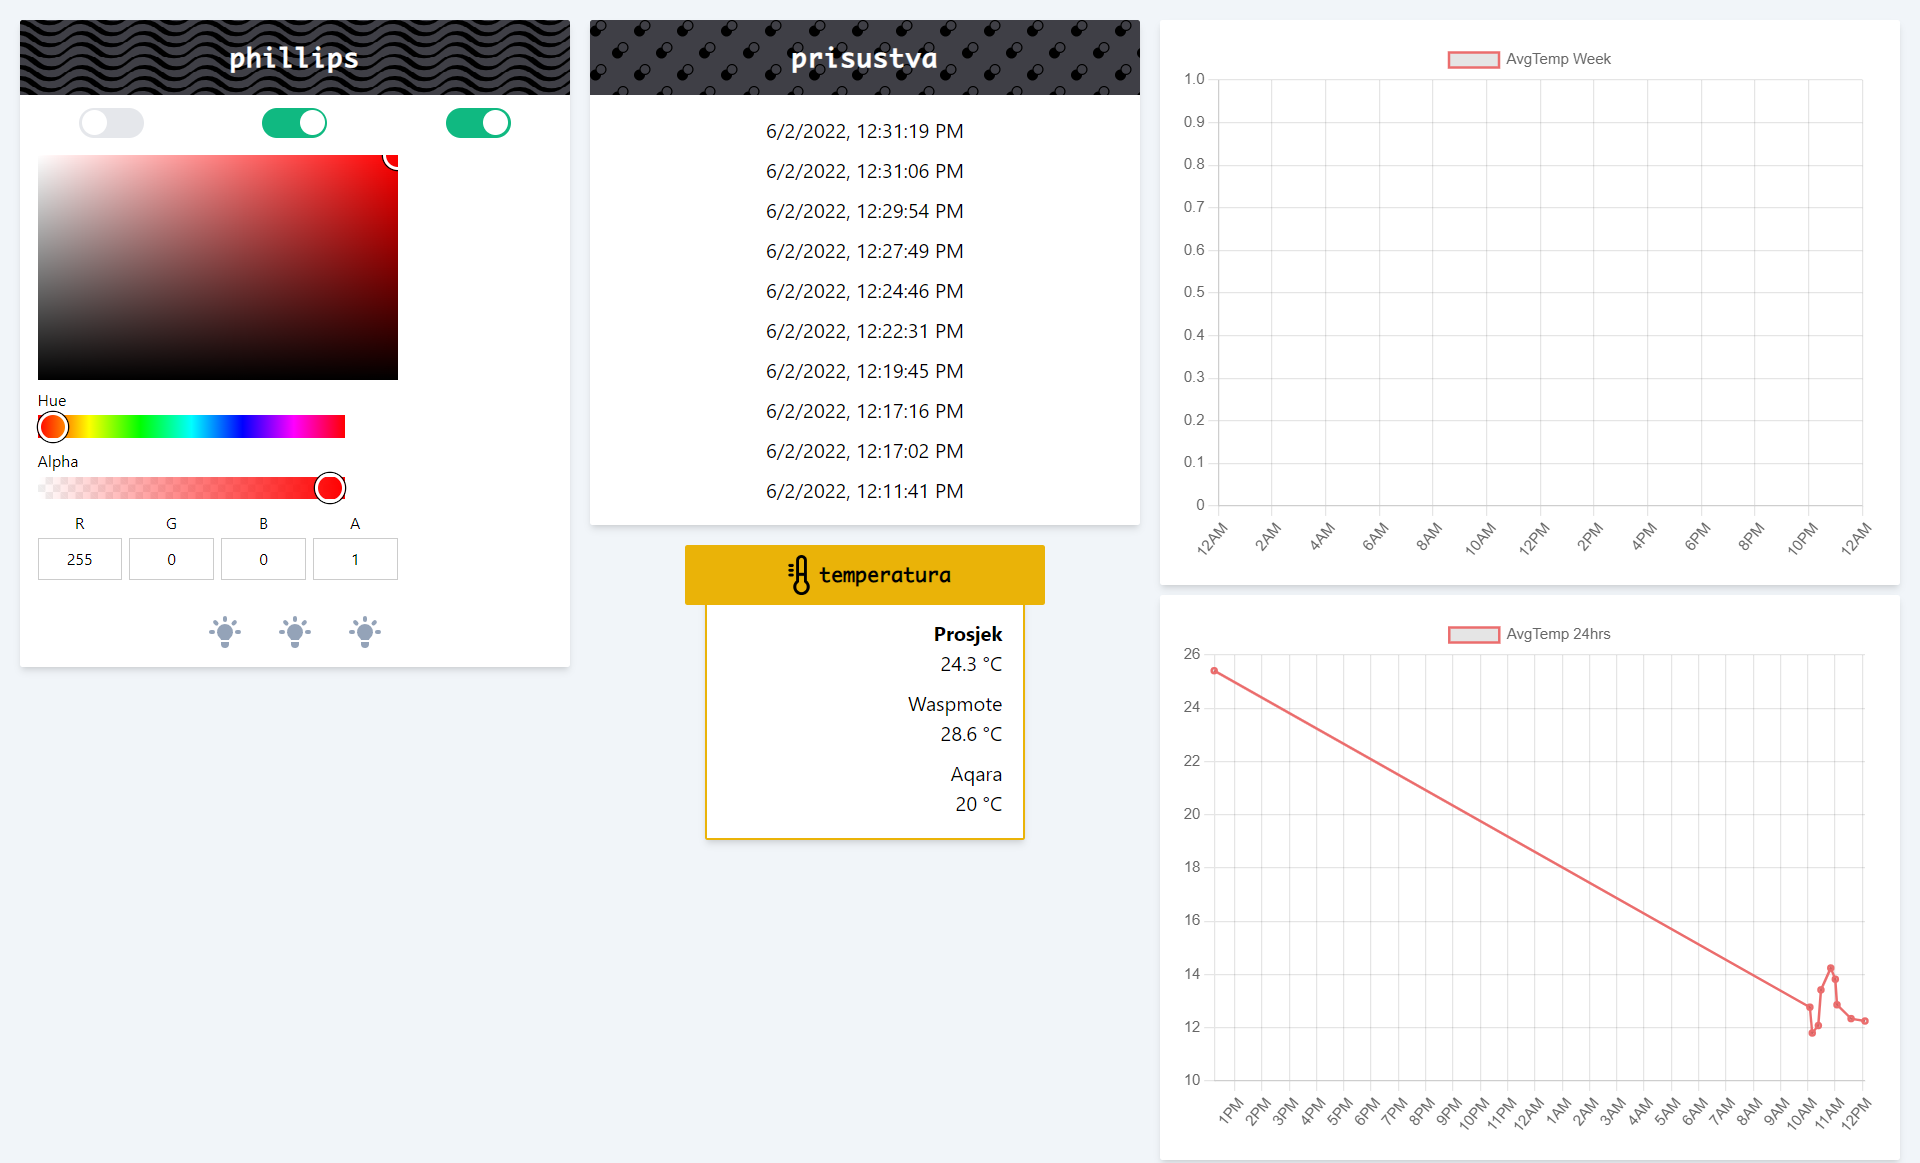 phillips
Hue
Alpha
R G B A
255 0 0 1
prisustva
6/2/2022, 12:31:19 PM
6/2/2022, 12:31:06 PM
6/2/2022, 12:29:54 PM
6/2/2022, 12:27:49 PM
6/2/2022, 12:24:46 PM
6/2/2022, 12:22:31 PM
6/2/2022, 12:19:45 PM
6/2/2022, 12:17:16 PM
6/2/2022, 12:17:02 PM
6/2/2022, 12:11:41 PM
temperatura
Prosjek
24.3 °C
Waspmote
28.6 °C
Aqara
20 °C
AvgTemp Week
1.0
0.9
0.8
0.7
0.6
0.5
0.4
0.3
0.2
0.1
0
12AM 2AM 4AM 6AM 8AM 10AM 12PM 2PM 4PM 6PM 8PM 10PM 12AM
AvgTemp 24hrs
26
24
22
20
18
16
14
12
10
1PM 2PM 3PM 4PM 5PM 6PM 7PM 8PM 9PM 10PM 11PM 12AM 1AM 2AM 3AM 4AM 5AM 6AM 7AM 8AM 9AM 10AM 11AM 12PM